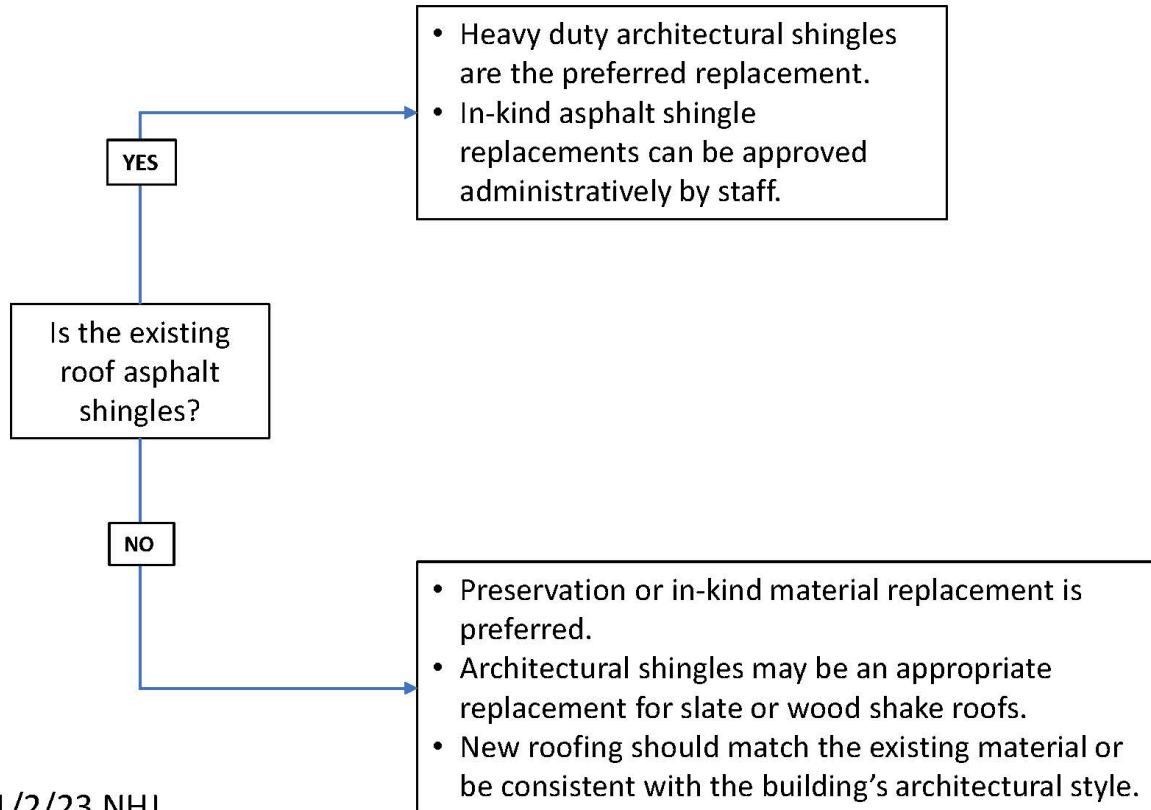 • Heavy duty architectural shingles
are the preferred replacement.
• In-kind asphalt shingle
replacements can be approved
administratively by staff.
YES
Is the existing
roof asphalt
shingles?
NO
• Preservation or in-kind material replacement is
preferred.
• Architectural shingles may be an appropriate
replacement for slate or wood shake roofs.
• New roofing should match the existing material or
be consistent with the building’s architectural style.
/2/23